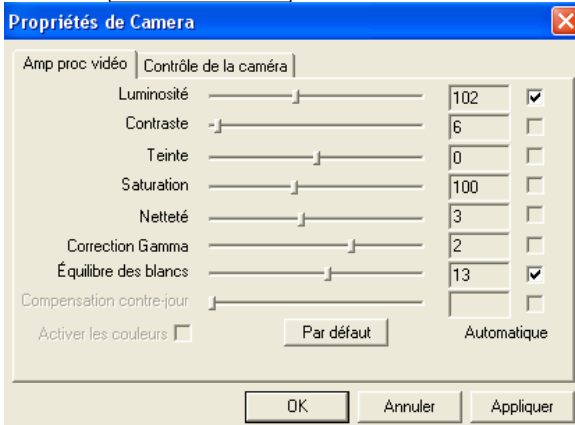 Propriétés de Camera
Amp proc vidéo Contrôle de la caméra
Luminosité 102
Contraste 6
Teinte 0
Saturation 100
Netteté 3
Correction Gamma 2
Équilibre des blancs 13
Compensation contre-jour
Activer les couleurs Par défaut Automatique
OK Annuler Appliquer